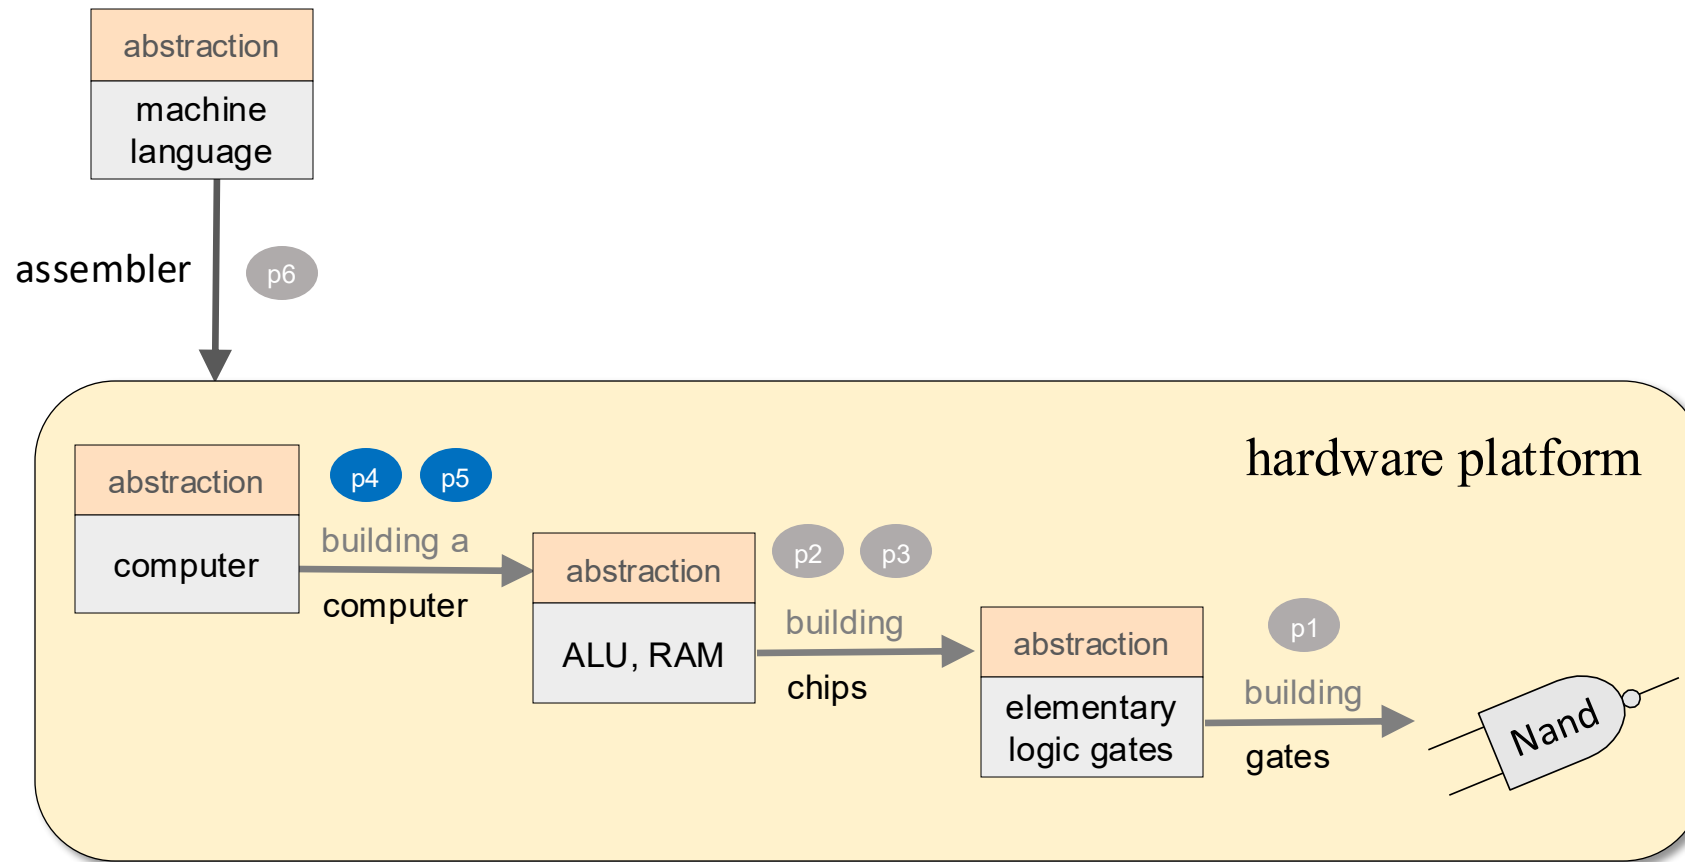 abstraction
machine
language
assembler
p6
hardware platform
abstraction
computer
p4 p5
building a
computer
abstraction
ALU, RAM
p2 p3
building
chips
abstraction
elementary
logic gates
p1
building
gates
Nand